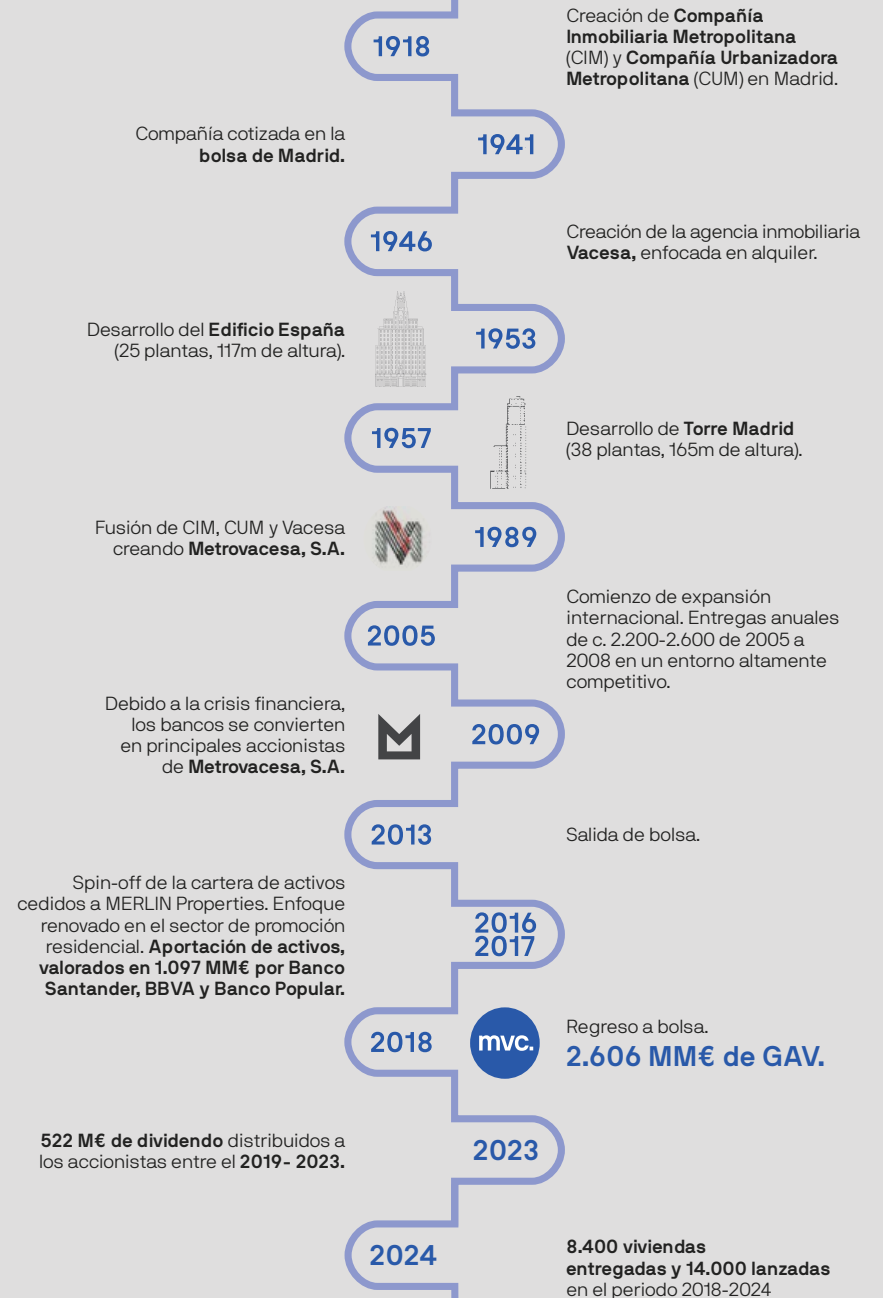 1918
Creación de Compañía
Inmobiliaria Metropolitana
(CIM) y Compañía Urbanizadora
Metropolitana (CUM) en Madrid.
Compañía cotizada en la
bolsa de Madrid.
1941
1946
Creación de la agencia inmobiliaria
Vacesa, enfocada en alquiler.
Desarrollo del Edificio España
(25 plantas, 117m de altura).
1953
1957
Desarrollo de Torre Madrid
(38 plantas, 165m de altura).
Fusión de CIM, CUM y Vacesa
creando Metrovacesa, S.A.
1989
2005
Comienzo de expansión
internacional. Entregas anuales
de c. 2.200-2.600 de 2005 a
2008 en un entorno altamente
competitivo.
Debido a la crisis financiera,
los bancos se convierten
en principales accionistas
de Metrovacesa, S.A.
2009
2013
Salida de bolsa.
Spin-off de la cartera de activos
cedidos a MERLIN Properties. Enfoque
renovado en el sector de promoción
residencial. Aportación de activos,
valorados en 1.097 MM€ por Banco
Santander, BBVA y Banco Popular.
2016
2017
2018
mvc.
Regreso a bolsa.
2.606 MM€ de GAV.
522 M€ de dividendo distribuidos a
los accionistas entre el 2019- 2023.
2023
2024
8.400 viviendas
entregadas y 14.000 lanzadas
en el periodo 2018-2024